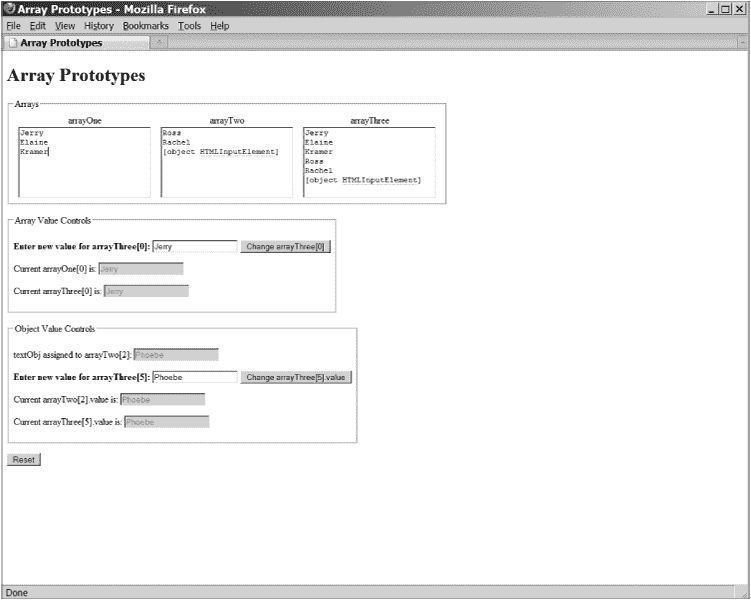 Array Prototypes - Mozilla Firefox
File Edit View History Bookmarks Tools Help
Array Prototypes
Array Prototypes
Arrays
arrayOne arrayTwo arrayThree
Jerry
Elaine
Kramer
Ross
Rachel
[object HTMLInputElement]
Jerry
Elaine
Kramer
Ross
Rachel
[object HTMLInputElement]
Array Value Controls
Enter new value for arrayThree[0]: Jerry Change arrayThree[0]
Current arrayOne[0] is: Jerry
Current arrayThree[0] is: Jerry
Object Value Controls
textObj assigned to arrayTwo[2]: Phoebe
Enter new value for arrayThree[5]: Phoebe Change arrayThree[5].value
Current arrayTwo[2].value is: Phoebe
Current arrayThree[5].value is: Phoebe
Reset
Done